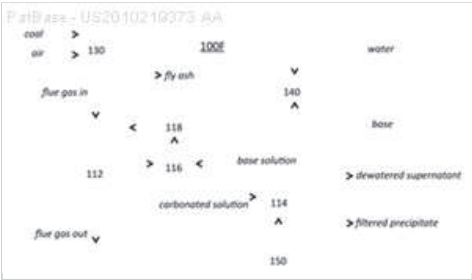 PatBase - US2010219373 AA
coal >
air > 130
100F
water
> fly ash
flue gas in
140
< 118
base
> 116 < base solution
112
> dewatered supernatant
carbonated solution > 114
> filtered precipitate
flue gas out
150